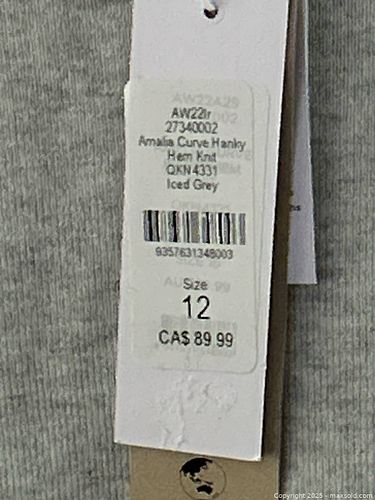 AW22fr
27340002
Amalia Curve Hanky
Hem Knit
QKN4331
Iced Grey
9357631348003
Size
12
CA$ 89.99
Copyright 2025 - maxsold.com